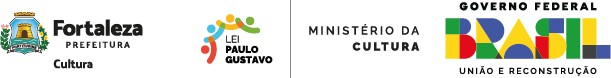 Fortaleza
PREFEITURA
Cultura
LEI
PAULO
GUSTAVO
MINISTÉRIO DA
CULTURA
GOVERNO FEDERAL
BRASIL
UNIÃO E RECONSTRUÇÃO